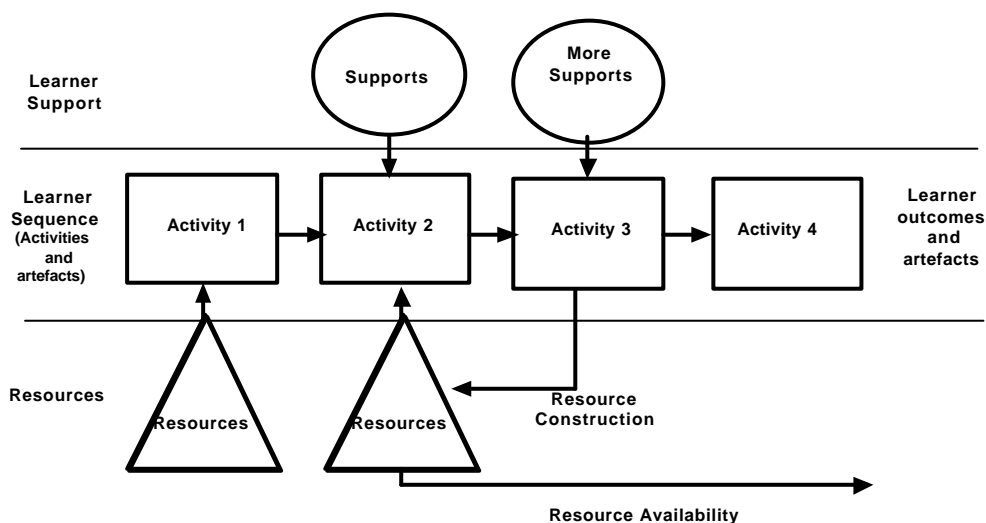 Supports
More
Supports
Learner
Support
Learner
Sequence
(Activities
and
artefacts)
Activity 1
Activity 2
Activity 3
Activity 4
Learner
outcomes
and
artefacts
Resources
Resources
Resources
Resource
Construction
Resource Availability